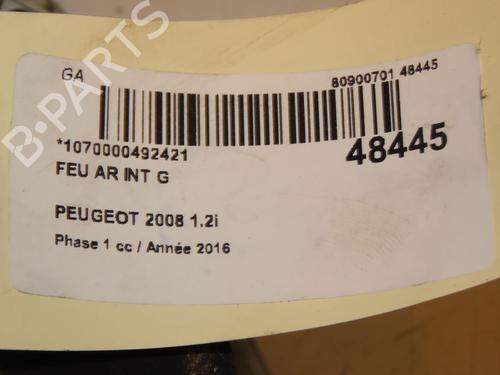 GA
80900701 48445
*1070000492421
48445
FEU AR INT G
PEUGEOT 2008 1.2i
Phase 1 cc / Année 2016
B-PARTS